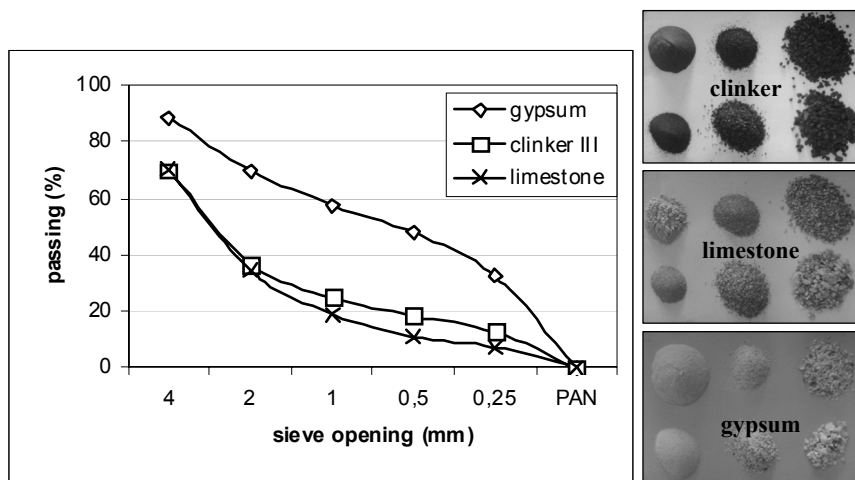 100
80
60
40
20
0
passing (%)
4 2 1 0,5 0,25 PAN
sieve opening (mm)
gypsum
clinker III
limestone
clinker
limestone
gypsum